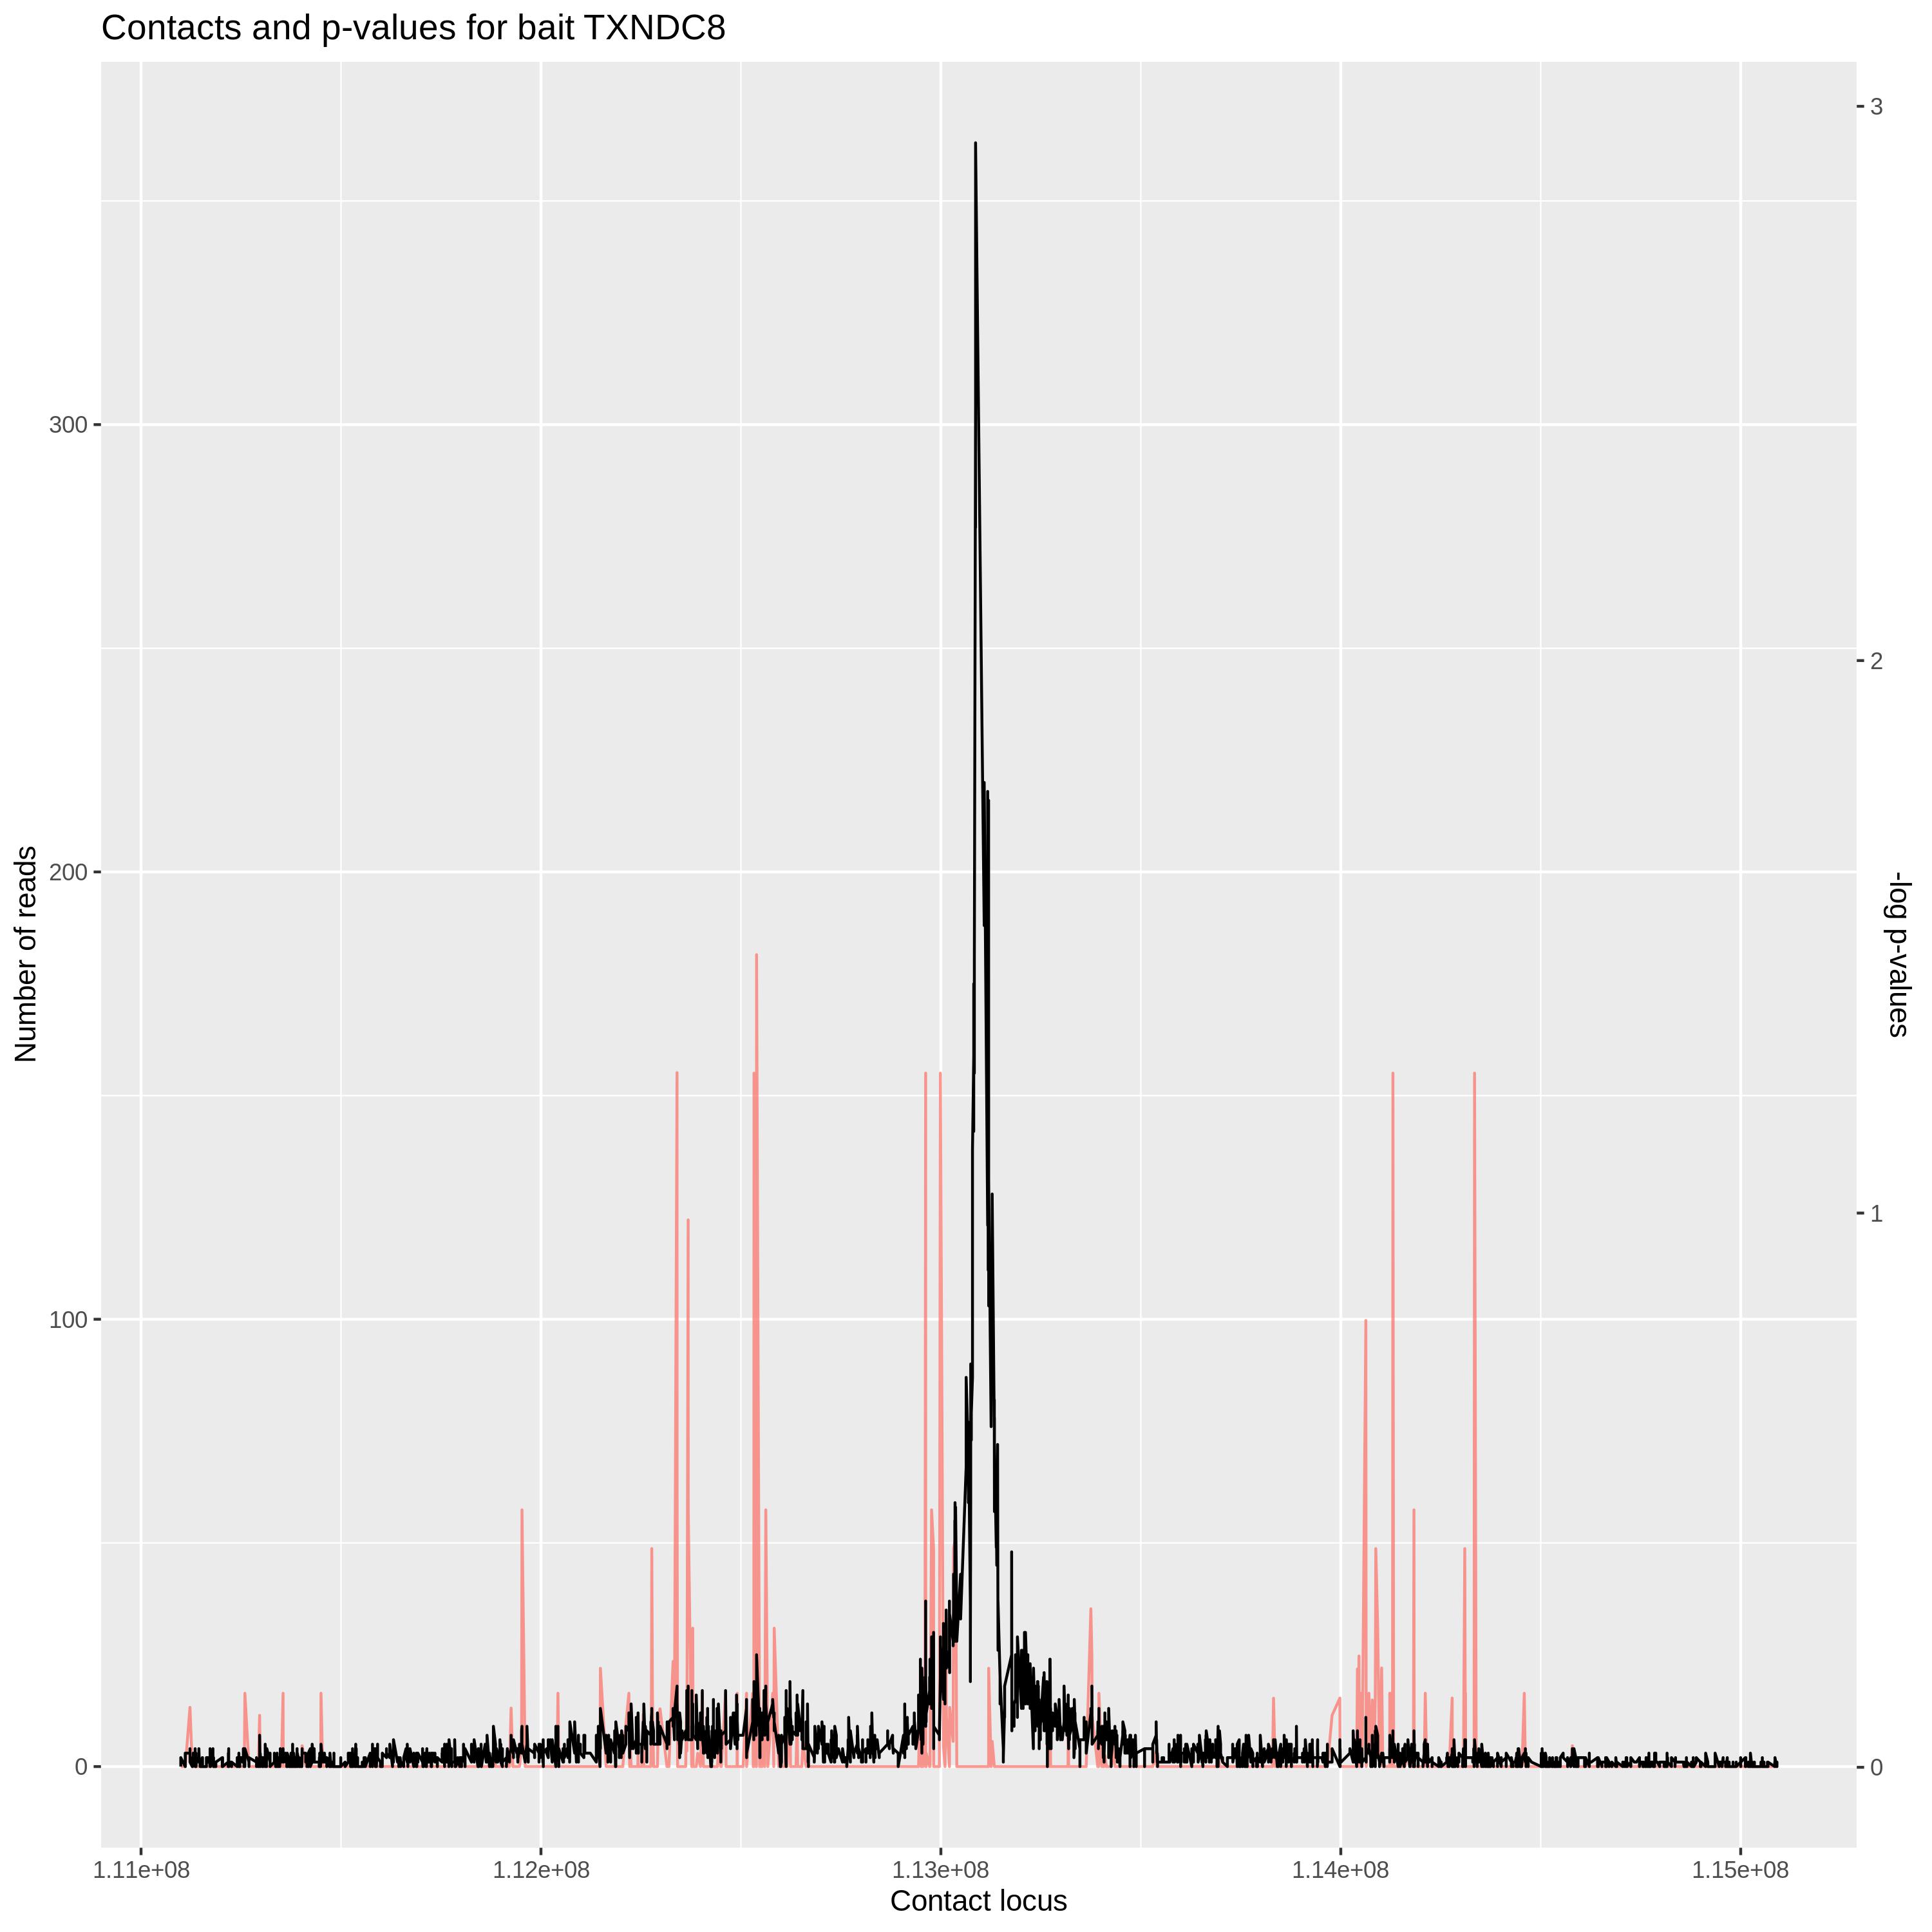 Contacts and p-values for bait TXNDC8
Number of reads
300
200
100
0
3
2
1
0
-log p-values
1.11e+08
1.12e+08
1.13e+08
1.14e+08
1.15e+08
Contact locus